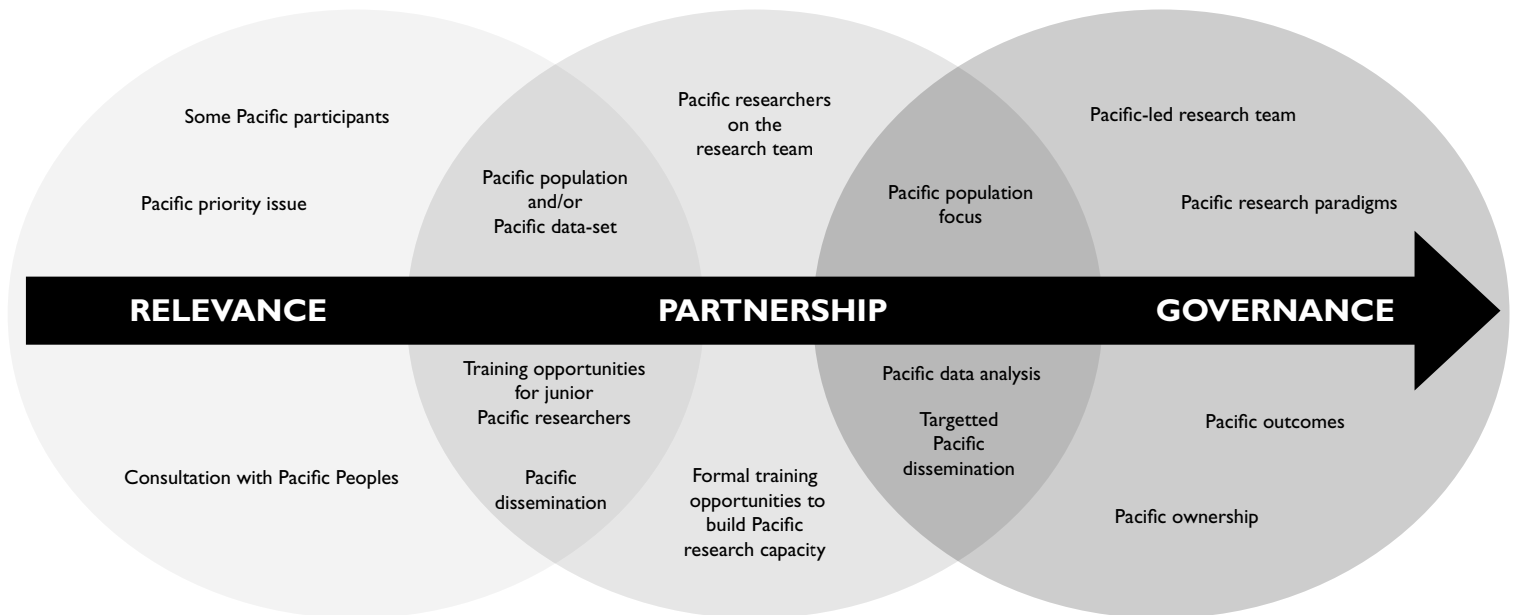 Some Pacific participants
Pacific priority issue
Pacific population
and/or
Pacific data-set
Pacific researchers
on the
research team
Pacific population
focus
Pacific-led research team
Pacific research paradigms
RELEVANCE
PARTNERSHIP
GOVERNANCE
Consultation with Pacific Peoples
Training opportunities
for junior
Pacific researchers
Pacific
dissemination
Formal training
opportunities to
build Pacific
research capacity
Pacific data analysis
Targetted
Pacific
dissemination
Pacific outcomes
Pacific ownership